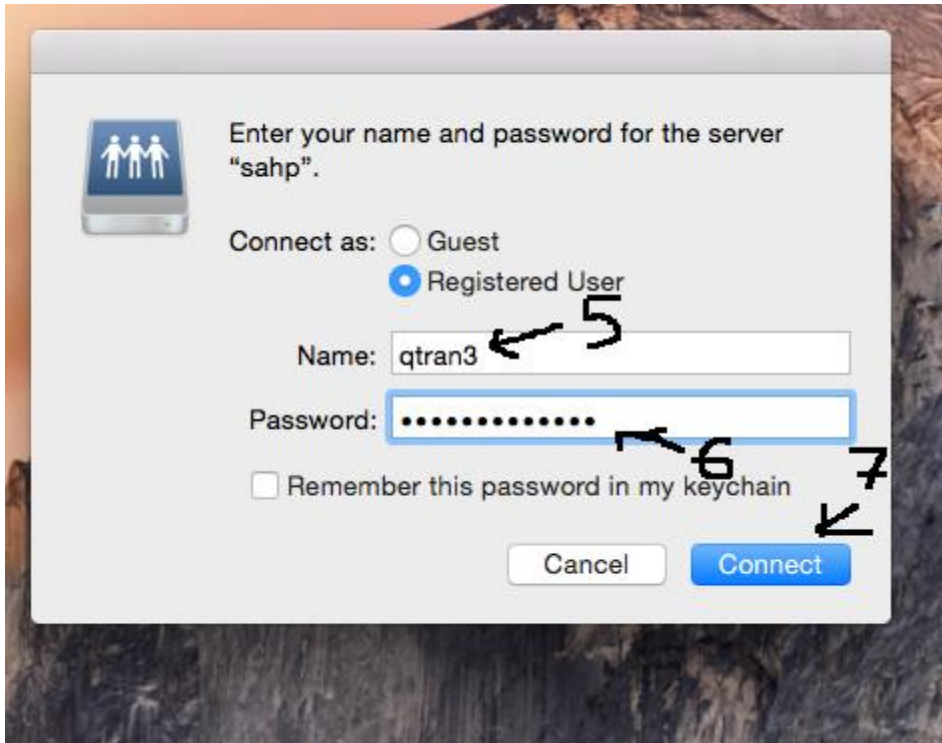 Enter your name and password for the server
“sahp”.
Connect as: Guest
Registered User
5
Name: qtran3
Password: •••••••••••••
6
7
Remember this password in my keychain
Cancel Connect